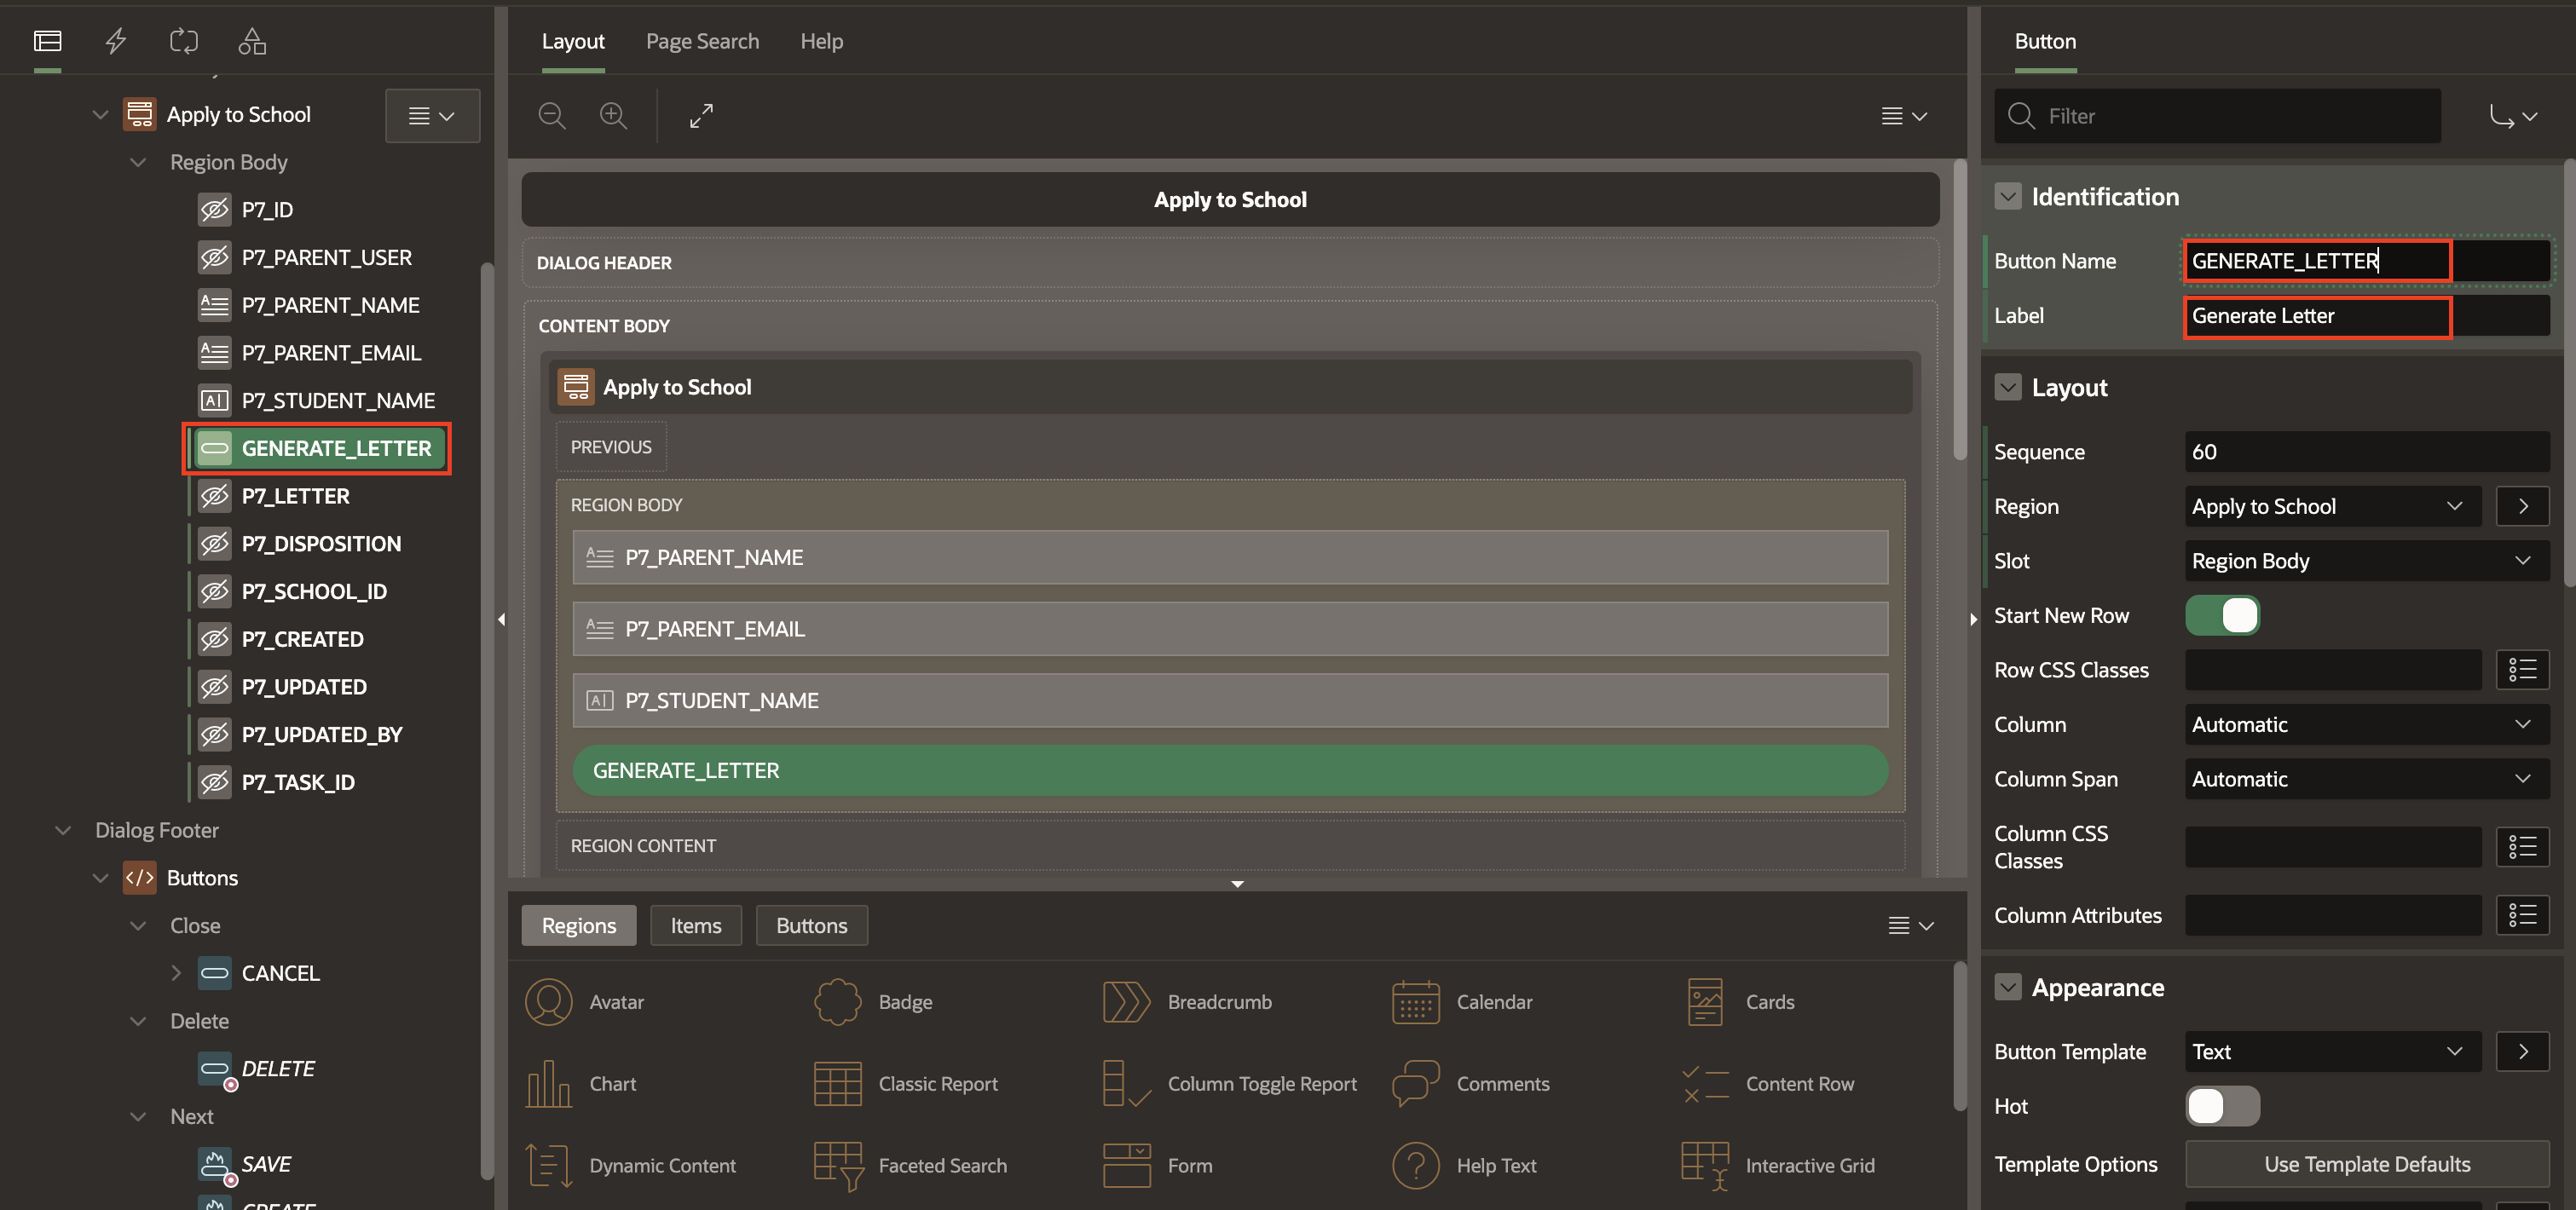 Apply to School
Region Body
P7_ID
P7_PARENT_USER
P7_PARENT_NAME
P7_PARENT_EMAIL
P7_STUDENT_NAME
GENERATE_LETTER
P7_LETTER
P7_DISPOSITION
P7_SCHOOL_ID
P7_CREATED
P7_UPDATED
P7_UPDATED_BY
P7_TASK_ID
Dialog Footer
Buttons
Close
CANCEL
Delete
DELETE
Next
SAVE
CREATE
Layout Page Search Help
Apply to School
DIALOG HEADER
CONTENT BODY
Apply to School
PREVIOUS
REGION BODY
P7_PARENT_NAME
P7_PARENT_EMAIL
P7_STUDENT_NAME
GENERATE_LETTER
REGION CONTENT
Regions Items Buttons
Avatar Badge Breadcrumb Calendar Cards
Chart Classic Report Column Toggle Report Comments Content Row
Dynamic Content Faceted Search Form Help Text Interactive Grid
Button
Filter
Identification
Button Name GENERATE_LETTER
Label Generate Letter
Layout
Sequence 60
Region Apply to School
Slot Region Body
Start New Row
Row CSS Classes
Column Automatic
Column Span Automatic
Column CSS
Classes
Column Attributes
Appearance
Button Template Text
Hot
Template Options Use Template Defaults